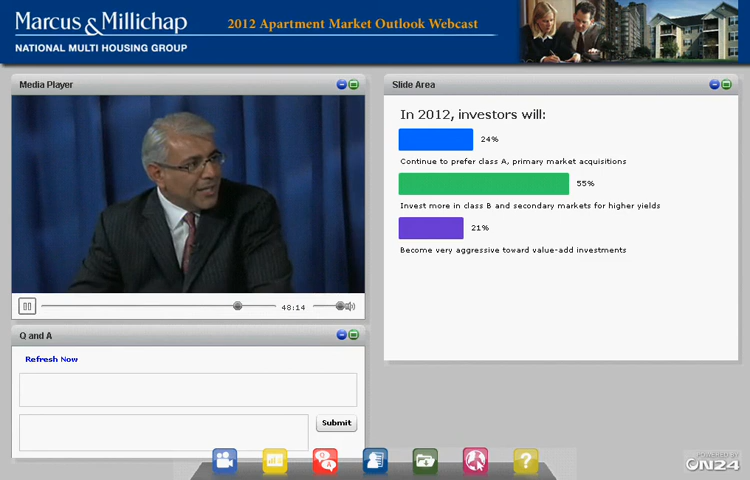 Marcus & Millichap
NATIONAL MULTI HOUSING GROUP
2012 Apartment Market Outlook Webcast
Media Player
48:14
Q and A
Refresh Now
Submit
Slide Area
In 2012, investors will:
24%
Continue to prefer class A, primary market acquisitions
55%
Invest more in class B and secondary markets for higher yields
21%
Become very aggressive toward value-add investments
Q
A
?
POWERED BY
ON24